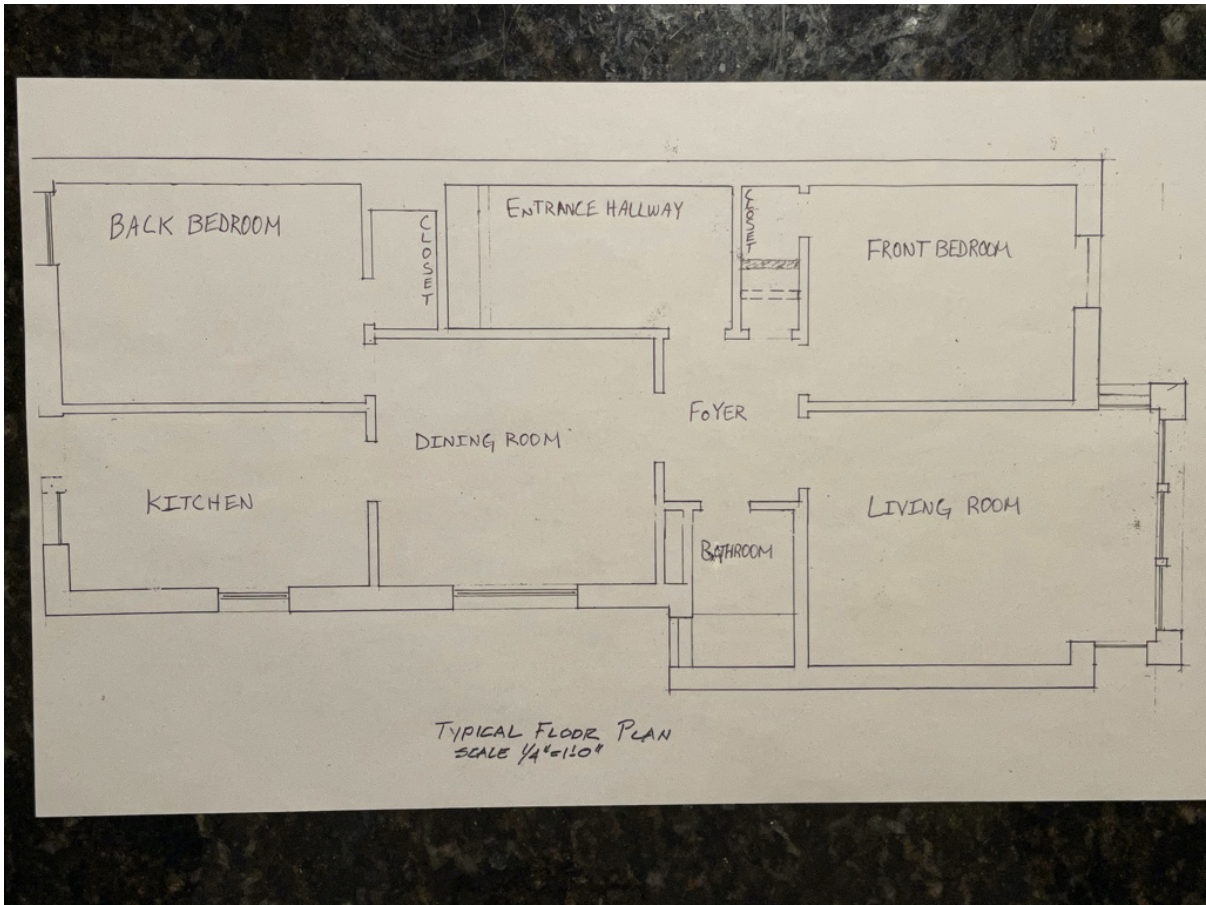 BACK BEDROOM
CLOSET
ENTRANCE HALLWAY
CLOSET
FRONT BEDROOM
DINING ROOM
FOYER
KITCHEN
BATHROOM
LIVING ROOM
TYPICAL FLOOR PLAN
SCALE 1/4"=1'0"